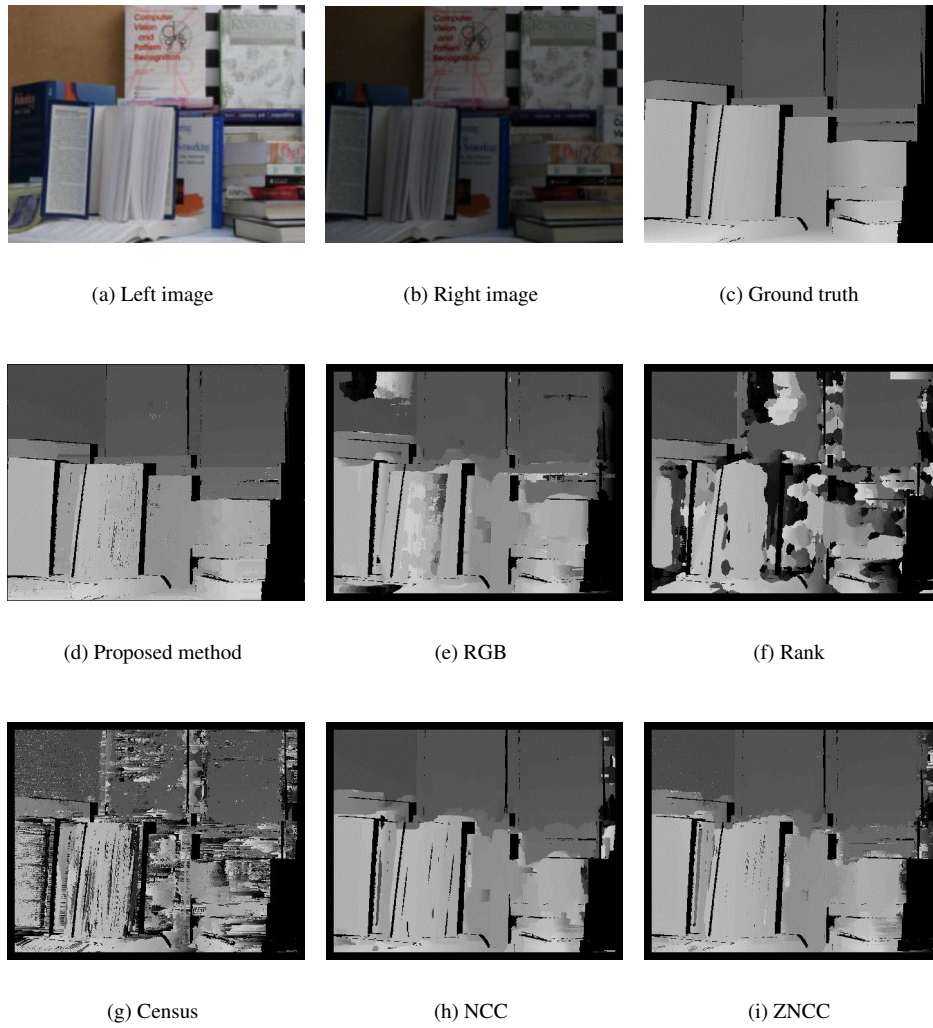 Computer
Vision
and
Pattern
Recognition
Computer
Vision
and
Pattern
Recognition
(a) Left image
(b) Right image
(c) Ground truth
(d) Proposed method
(e) RGB
(f) Rank
(g) Census
(h) NCC
(i) ZNCC